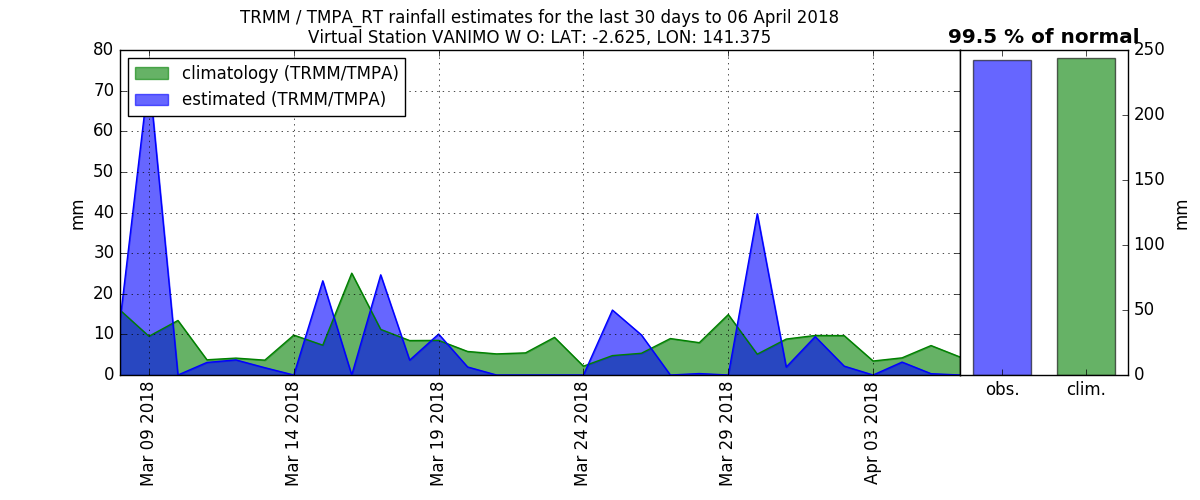 TRMM / TMPA_RT rainfall estimates for the last 30 days to 06 April 2018
Virtual Station VANIMO W O: LAT: -2.625, LON: 141.375
99.5 % of normal
climatology (TRMM/TMPA)
estimated (TRMM/TMPA)
80
70
60
50
40
30
20
10
0
mm
Mar 09 2018
Mar 14 2018
Mar 19 2018
Mar 24 2018
Mar 29 2018
Apr 03 2018
obs.
clim.
250
200
150
100
50
0
mm